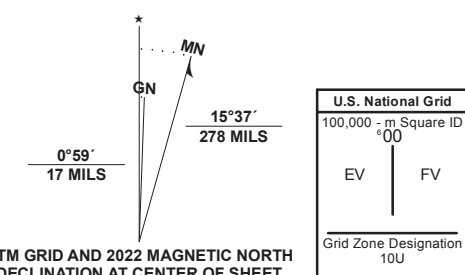 ★
MN
GN
15°37´
278 MILS
0°59´
17 MILS
TM GRID AND 2022 MAGNETIC NORTH
DECLINATION AT CENTER OF SHEET
U.S. National Grid
100,000 - m Square ID
⁶00
EV FV
Grid Zone Designation
10U